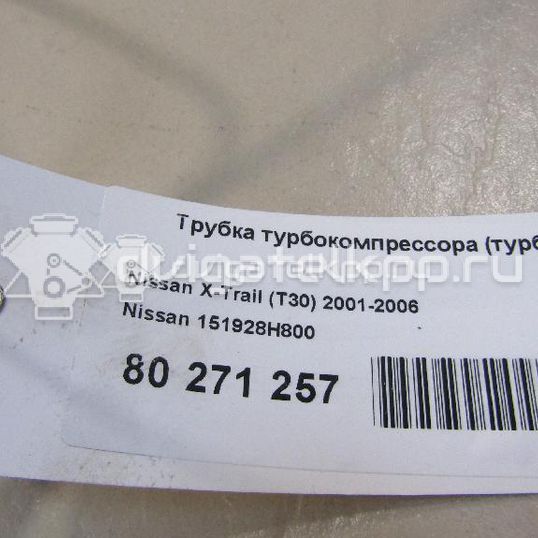 Трубка турбокомпрессора (турб
Nissan X-Trail (T30) 2001-2006
Nissan 151928H800
80 271 257